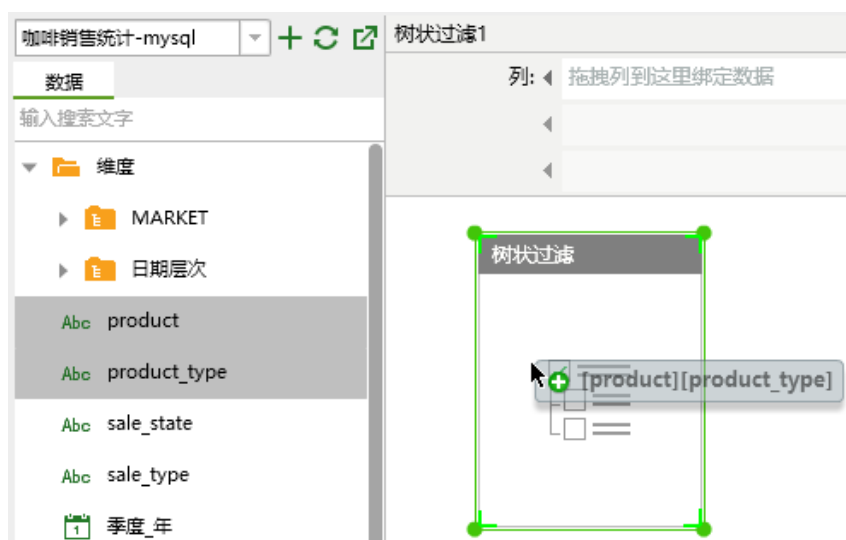 咖啡销售统计-mysql
数据
输入搜索文字
维度
MARKET
日期层次
Abc product
Abc product_type
Abc sale_state
Abc sale_type
1 季度_年
树状过滤1
列: 拖拽列到这里绑定数据
树状过滤
[product][product_type]